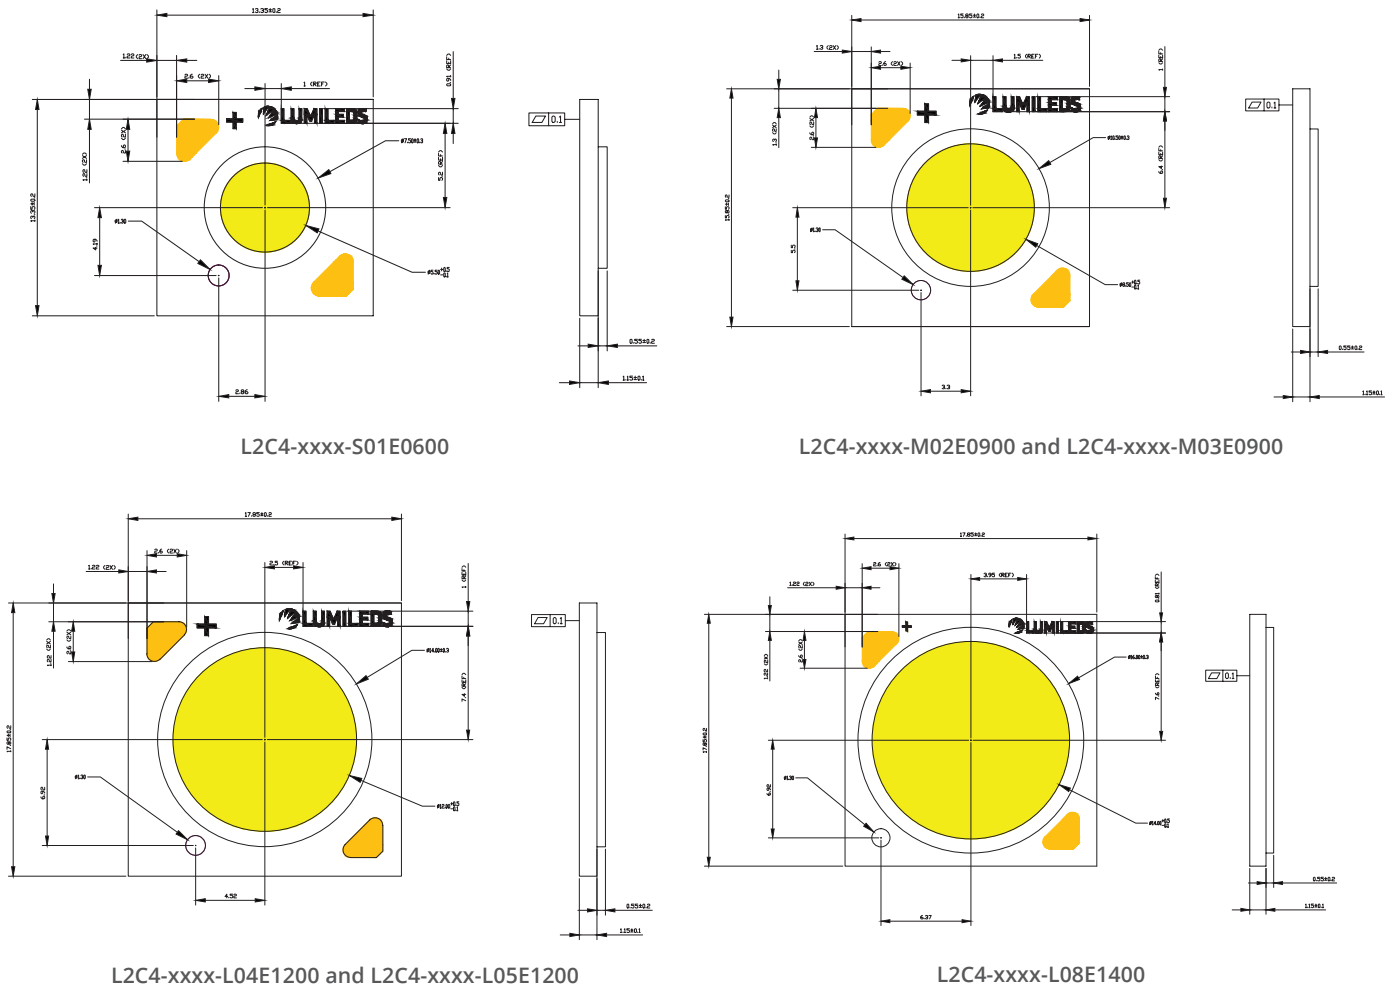 13.35±0.2
1.22 (2X)
2.6 (2X)
1 (REF)
0.91 (REF)
LUMILEDS
+
1.22 (2X)
2.6 (2X)
13.35±0.2
ø7.50±0.3
5.2 (REF)
ø1.30
4.19
2.86
0.1
0.55±0.2
1.15±0.1
L2C4-xxxx-S01E0600
15.85±0.2
1.3 (2X)
2.6 (2X)
1.5 (REF)
1 (REF)
LUMILEDS
+
1.3 (2X)
2.6 (2X)
15.85±0.2
ø10.50±0.3
6.4 (REF)
ø1.30
5.5
3.3
0.1
0.55±0.2
1.15±0.1
L2C4-xxxx-M02E0900 and L2C4-xxxx-M03E0900
17.85±0.2
2.6 (2X)
1.22 (2X)
2.5 (REF)
1 (REF)
LUMILEDS
+
1.22 (2X)
2.6 (2X)
17.85±0.2
ø14.00±0.3
7.4 (REF)
6.92
ø1.30
4.52
0.1
0.55±0.2
1.15±0.1
L2C4-xxxx-L04E1200 and L2C4-xxxx-L05E1200
17.85±0.2
2.6 (2X)
1.22 (2X)
3.95 (REF)
0.81 (REF)
LUMILEDS
+
1.22 (2X)
2.6 (2X)
17.85±0.2
ø16.00±0.3
7.6 (REF)
6.92
ø1.30
6.37
0.1
0.55±0.2
1.15±0.1
L2C4-xxxx-L08E1400